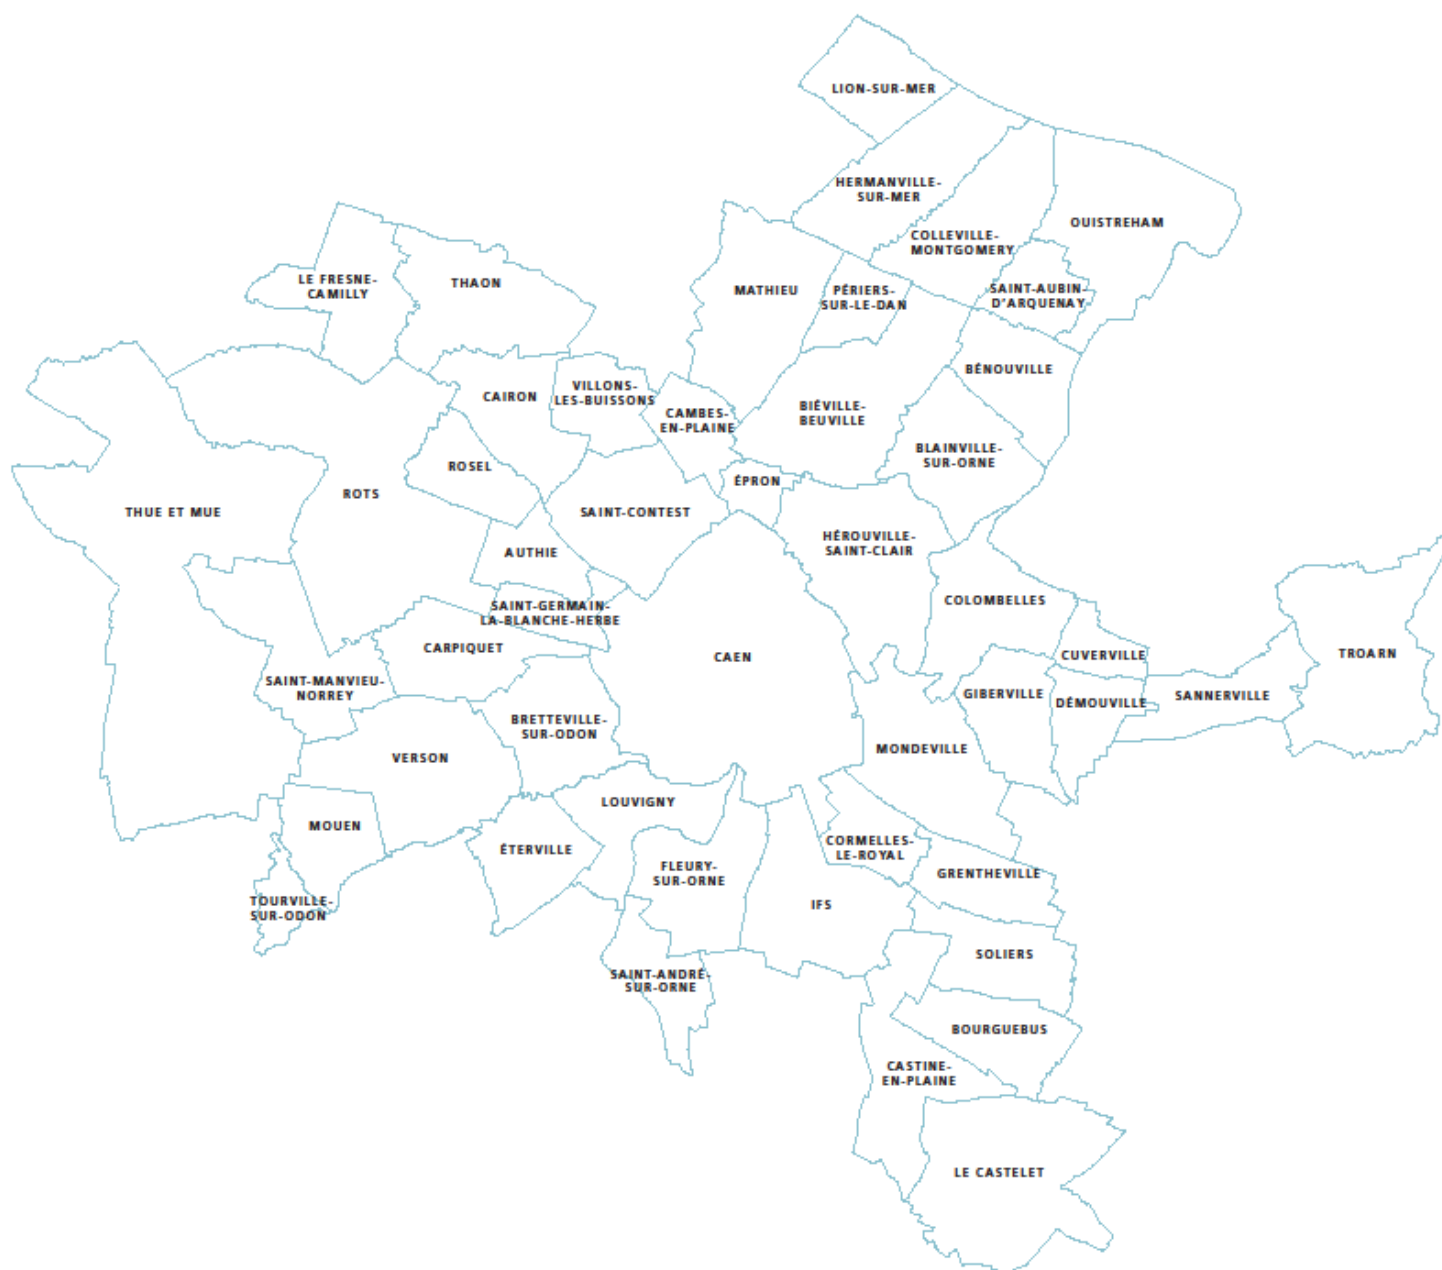 LION-SUR-MER
HERMANVILLE-
SUR-MER
OUISTREHAM
COLLEVILLE-
MONTGOMERY
LE FRESNE-
CAMILLY
THAON
MATHIEU
PÉRIERS-
SUR-LE-DAN
SAINT-AUBIN-
D'ARQUENAY
BÉNOUVILLE
CAIRON
VILLONS-
LES-BUISSONS
CAMBES-
EN-PLAINE
BIÉVILLE-
BEUVILLE
BLAINVILLE-
SUR-ORNE
ROSEL
ÉPRON
ROTS
THUE ET MUE
SAINT-CONTEST
HÉROUVILLE-
SAINT-CLAIR
AUTHIE
COLOMBELLES
SAINT-GERMAIN-
LA-BLANCHE-HERBE
CARPIQUET
CAEN
CUVERVILLE
TROARN
SAINT-MANVIEU-
NORREY
GIBERVILLE
DÉMOUVILLE
SANNERVILLE
BRETTEVILLE-
SUR-ODON
MONDEVILLE
VERSON
LOUVIGNY
MOUEN
ÉTERVILLE
CORMELLES-
LE-ROYAL
FLEURY-
SUR-ORNE
GRENTHEVILLE
TOURVILLE-
SUR-ODON
IFS
SOLIERS
SAINT-ANDRÉ-
SUR-ORNE
BOURGUEBUS
CASTINE-
EN-PLAINE
LE CASTELET